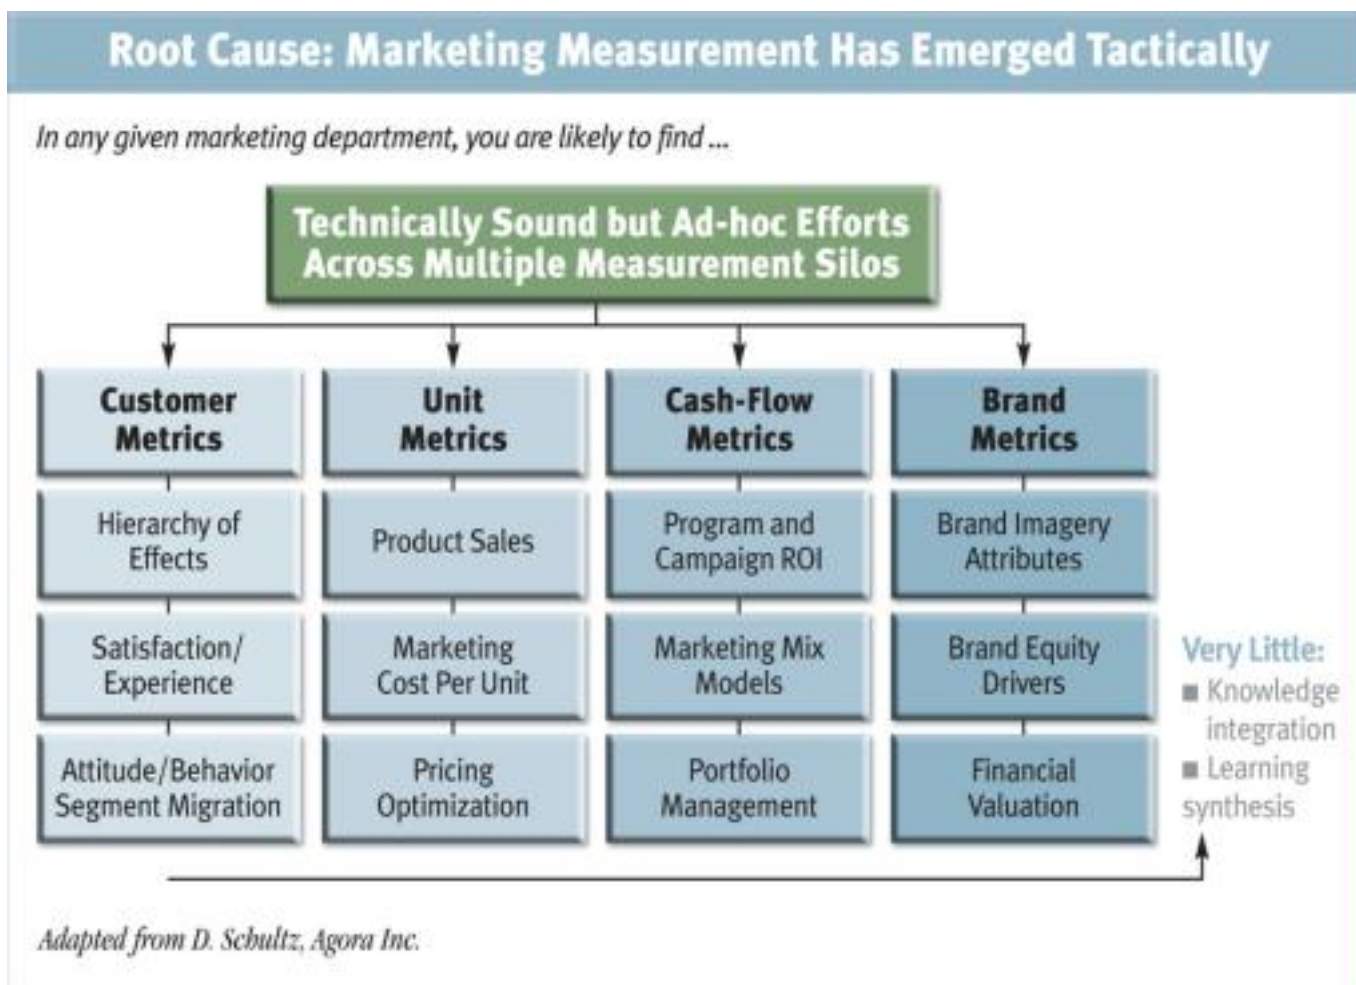 Root Cause: Marketing Measurement Has Emerged Tactically
In any given marketing department, you are likely to find ...
Technically Sound but Ad-hoc Efforts
Across Multiple Measurement Silos
Customer
Metrics
Hierarchy of
Effects
Satisfaction/
Experience
Attitude/Behavior
Segment Migration
Unit
Metrics
Product Sales
Marketing
Cost Per Unit
Pricing
Optimization
Cash-Flow
Metrics
Program and
Campaign ROI
Marketing Mix
Models
Portfolio
Management
Brand
Metrics
Brand Imagery
Attributes
Brand Equity
Drivers
Financial
Valuation
Very Little:
■ Knowledge
integration
■ Learning
synthesis
Adapted from D. Schultz, Agora Inc.